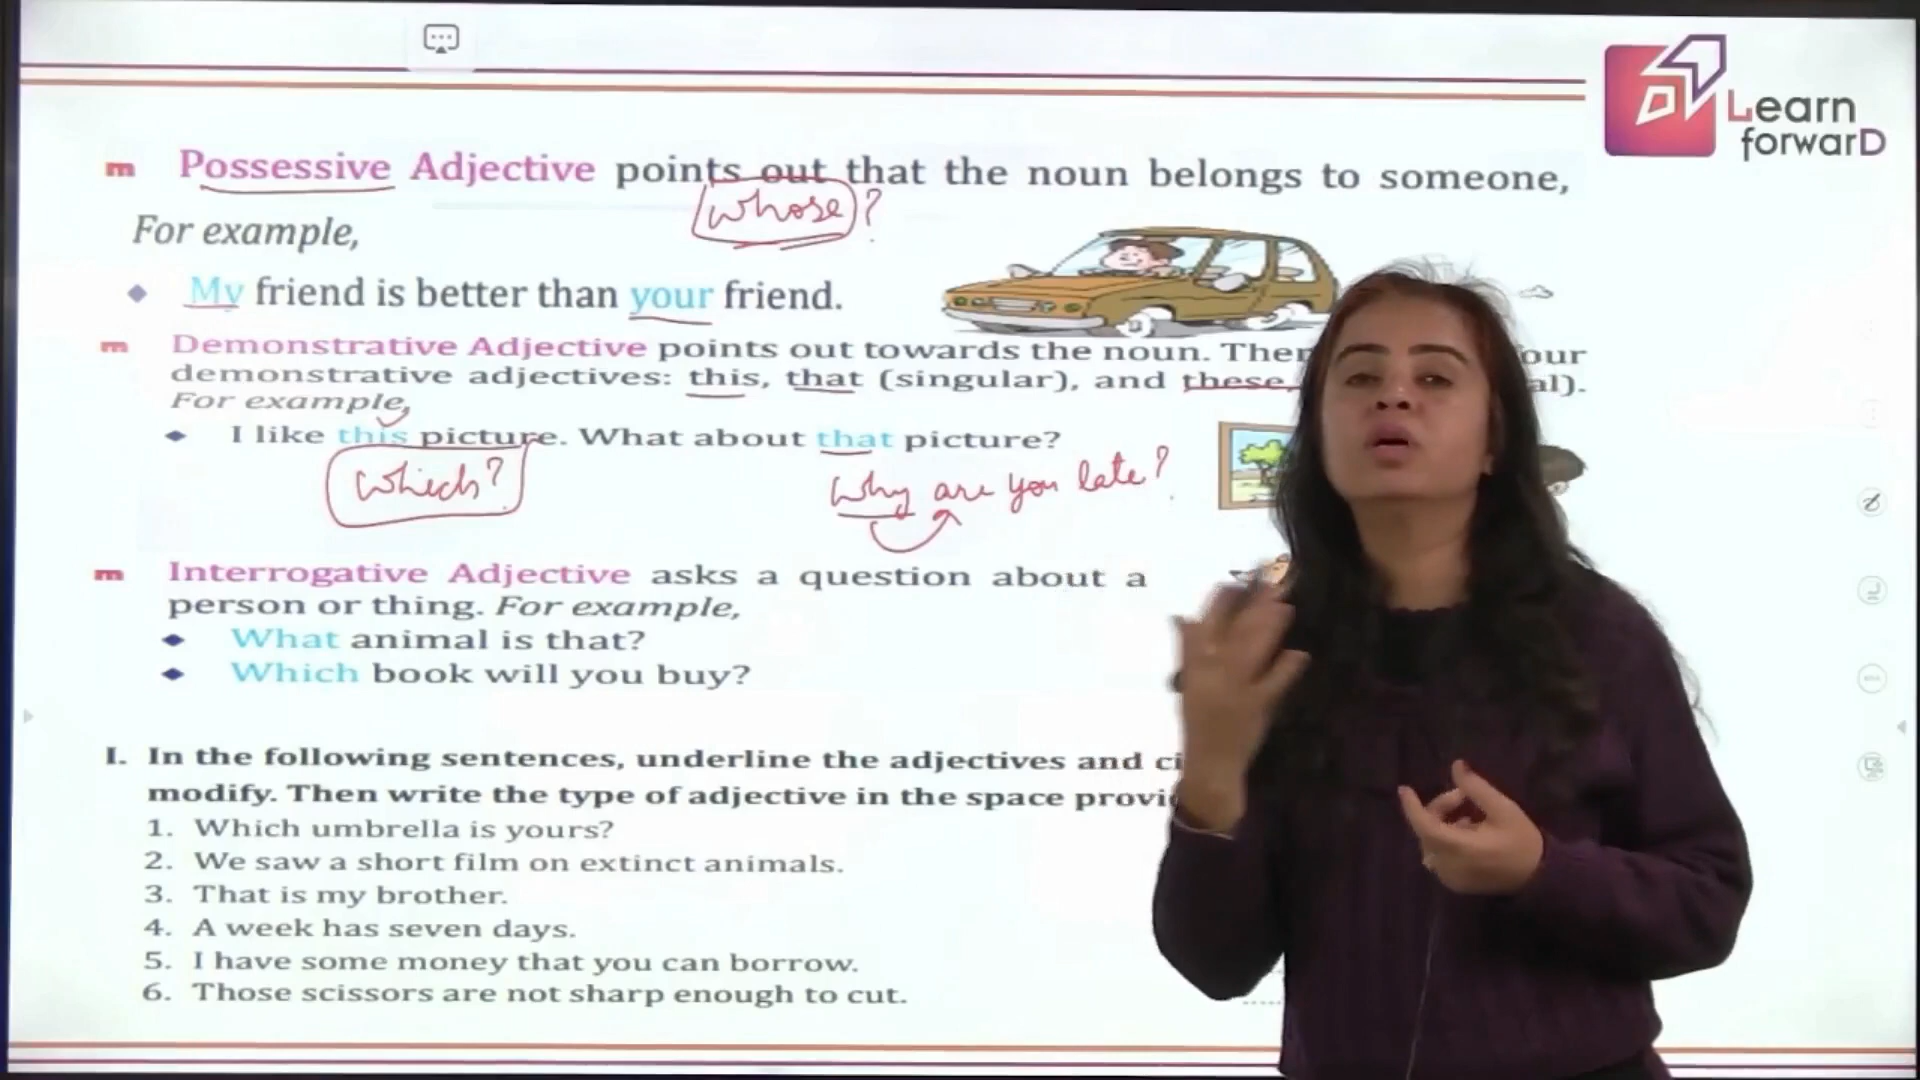 Learn
forwarD
Possessive Adjective points out that the noun belongs to someone,
whose?
For example,
My friend is better than your friend.
Demonstrative Adjective points out towards the noun. our
demonstrative adjectives: this, that (singular), and these, al).
For example,
I like this picture. What about that picture?
Which?
Why are you late?
Interrogative Adjective asks a question about a
person or thing. For example,
What animal is that?
Which book will you buy?
I. In the following sentences, underline the adjectives and
modify. Then write the type of adjective in the space
1. Which umbrella is yours?
2. We saw a short film on extinct animals.
3. That is my brother.
4. A week has seven days.
5. I have some money that you can borrow.
6. Those scissors are not sharp enough to cut.